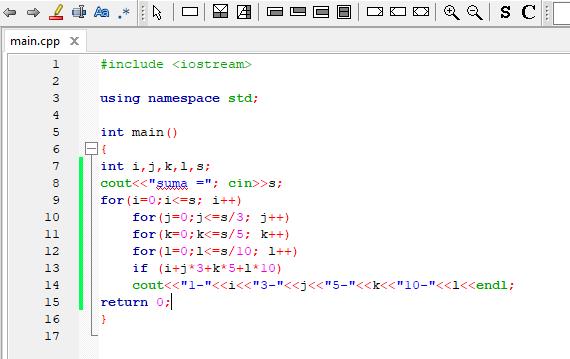 Aa .*
S C
main.cpp X
1 #include <iostream>
2
3 using namespace std;
4
5 int main()
6 {
7 int i,j,k,l,s;
8 cout<<"suma ="; cin>>s;
9 for(i=0;i<=s; i++)
10 for(j=0;j<=s/3; j++)
11 for(k=0;k<=s/5; k++)
12 for(l=0;l<=s/10; l++)
13 if (i+j*3+k*5+l*10)
14 cout<<"1-"<<i<<"3-"<<j<<"5-"<<k<<"10-"<<l<<endl;
15 return 0;
16 }
17